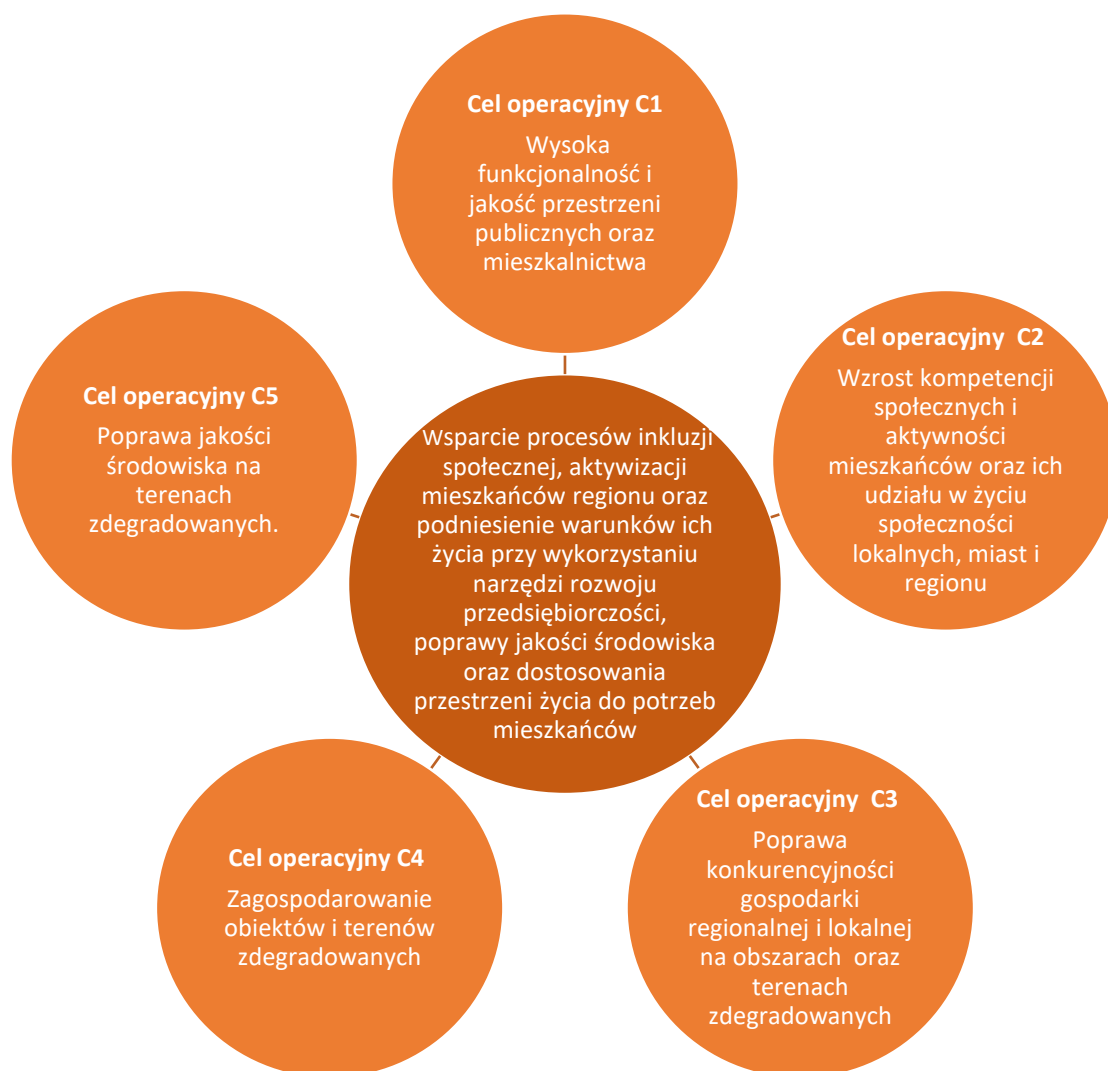 Cel operacyjny C1
Wysoka
funkcjonalność i
jakość przestrzeni
publicznych oraz
mieszkalnictwa
Cel operacyjny  C2
Wzrost kompetencji
społecznych i
aktywności
mieszkańców oraz ich
udziału w życiu
społeczności
lokalnych, miast i
regionu
Cel operacyjny  C3
Poprawa
konkurencyjności
gospodarki
regionalnej i lokalnej
na obszarach  oraz
terenach
zdegradowanych
Cel operacyjny C4
Zagospodarowanie
obiektów i terenów
zdegradowanych
Cel operacyjny C5
Poprawa jakości
środowiska na
terenach
zdegradowanych.
Wsparcie procesów inkluzji
społecznej, aktywizacji
mieszkańców regionu oraz
podniesienie warunków ich
życia przy wykorzystaniu
narzędzi rozwoju
przedsiębiorczości,
poprawy jakości środowiska
oraz dostosowania
przestrzeni życia do potrzeb
mieszkańców